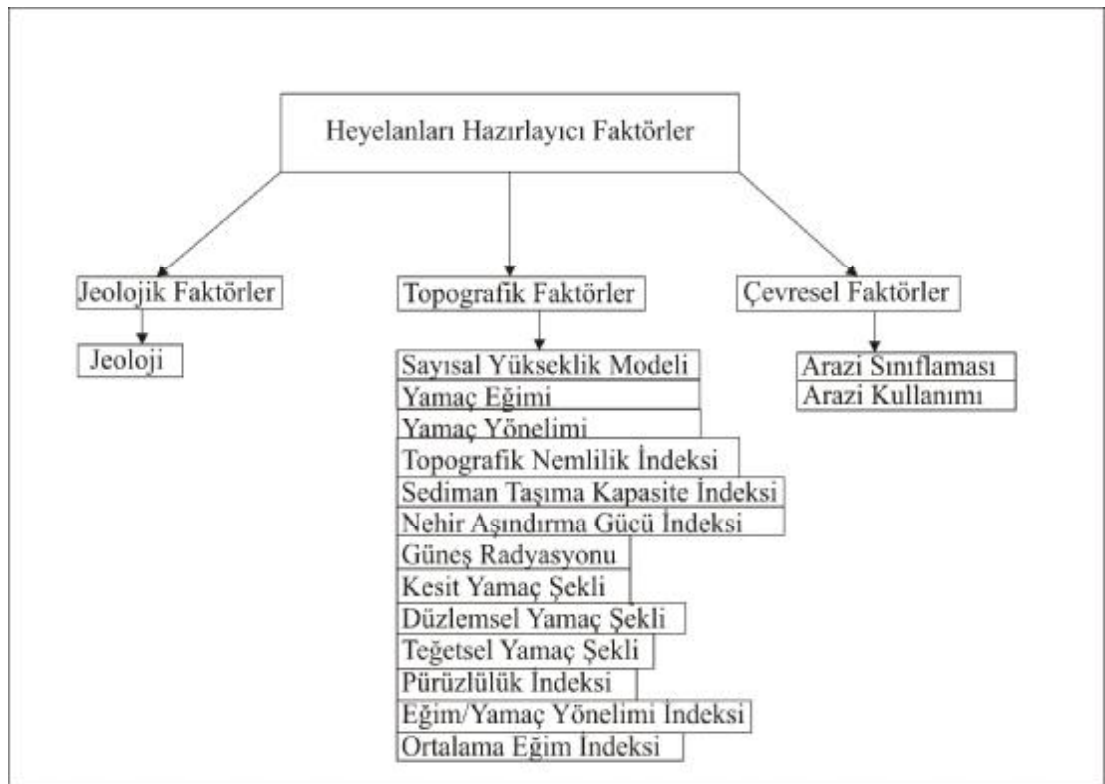 Heyelanları Hazırlayıcı Faktörler
Jeolojik Faktörler
Jeoloji
Topografik Faktörler
Sayısal Yükseklik Modeli
Yamaç Eğimi
Yamaç Yönelimi
Topografik Nemlilik İndeksi
Sediman Taşıma Kapasite İndeksi
Nehir Aşındırma Gücü İndeksi
Güneş Radyasyonu
Kesit Yamaç Şekli
Düzlemsel Yamaç Şekli
Teğetsel Yamaç Şekli
Pürüzlülük İndeksi
Eğim/Yamaç Yönelimi İndeksi
Ortalama Eğim İndeksi
Çevresel Faktörler
Arazi Sınıflaması
Arazi Kullanımı